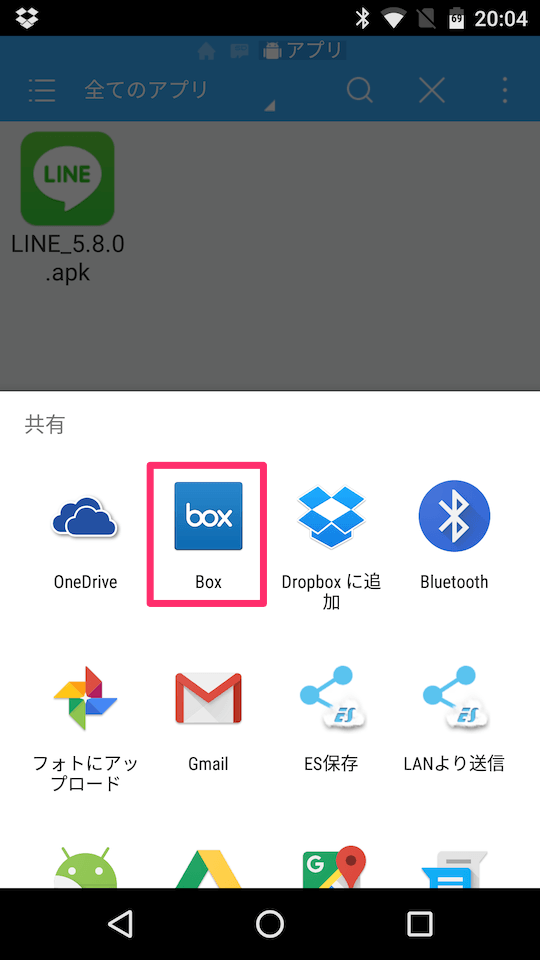 69 20:04
アプリ
全てのアプリ
LINE
LINE_5.8.0
.apk
共有
box
OneDrive Box Dropbox に追
加 Bluetooth
ES ES
フォトにアッ
プロード Gmail ES保存 LANより送信
G